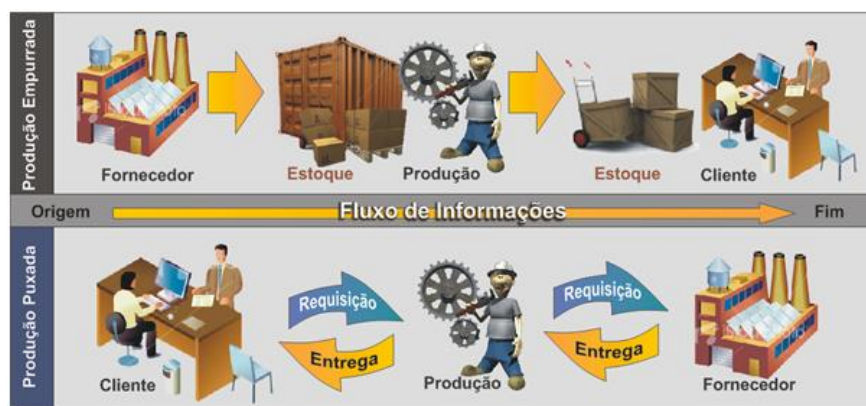 Produção Empurrada
Fornecedor
Estoque
Produção
Estoque
Cliente
Origem
Fluxo de Informações
Fim
Produção Puxada
Requisição
Requisição
Entrega
Entrega
Cliente
Produção
Fornecedor